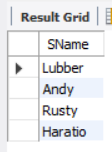 Result Grid
SName
Lubber
Andy
Rusty
Haratio